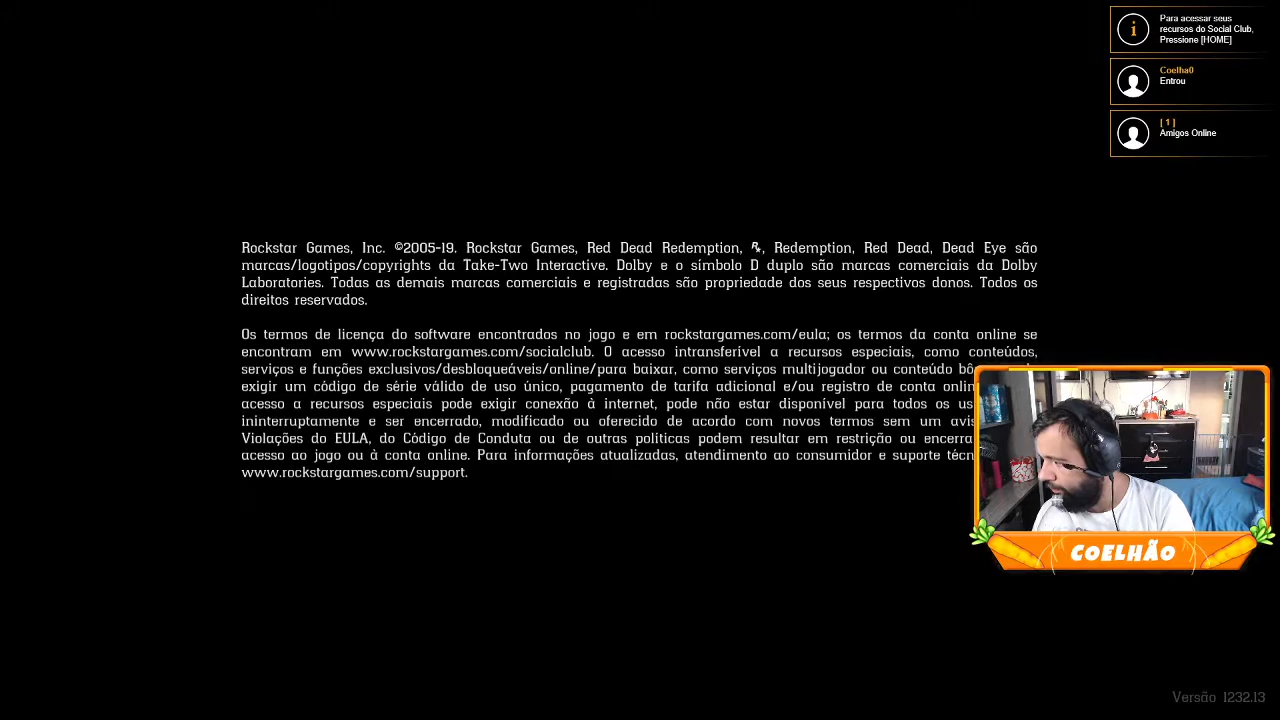 Para acessar seus
recursos do Social Club,
Pressione [HOME]
Coelha0
Entrou
[ 1 ]
Amigos Online
Rockstar Games, Inc. ©2005-19. Rockstar Games, Red Dead Redemption, , Redemption, Red Dead, Dead Eye são
marcas/logotipos/copyrights da Take-Two Interactive. Dolby e o símbolo D duplo são marcas comerciais da Dolby
Laboratories. Todas as demais marcas comerciais e registradas são propriedade dos seus respectivos donos. Todos os
direitos reservados.
Os termos de licença do software encontrados no jogo e em rockstargames.com/eula; os termos da conta online se
encontram em www.rockstargames.com/socialclub. O acesso intransferível a recursos especiais, como conteúdos,
serviços e funções exclusivos/desbloqueáveis/online/para baixar, como serviços multijogador ou conteúdo bô
exigir um código de série válido de uso único, pagamento de tarifa adicional e/ou registro de conta onlin
acesso a recursos especiais pode exigir conexão à internet, pode não estar disponível para todos os us
ininterruptamente e ser encerrado, modificado ou oferecido de acordo com novos termos sem um avis
Violações do EULA, do Código de Conduta ou de outras políticas podem resultar em restrição ou encerra
acesso ao jogo ou à conta online. Para informações atualizadas, atendimento ao consumidor e suporte técn
www.rockstargames.com/support.
COELHÃO
Versão 1232.13